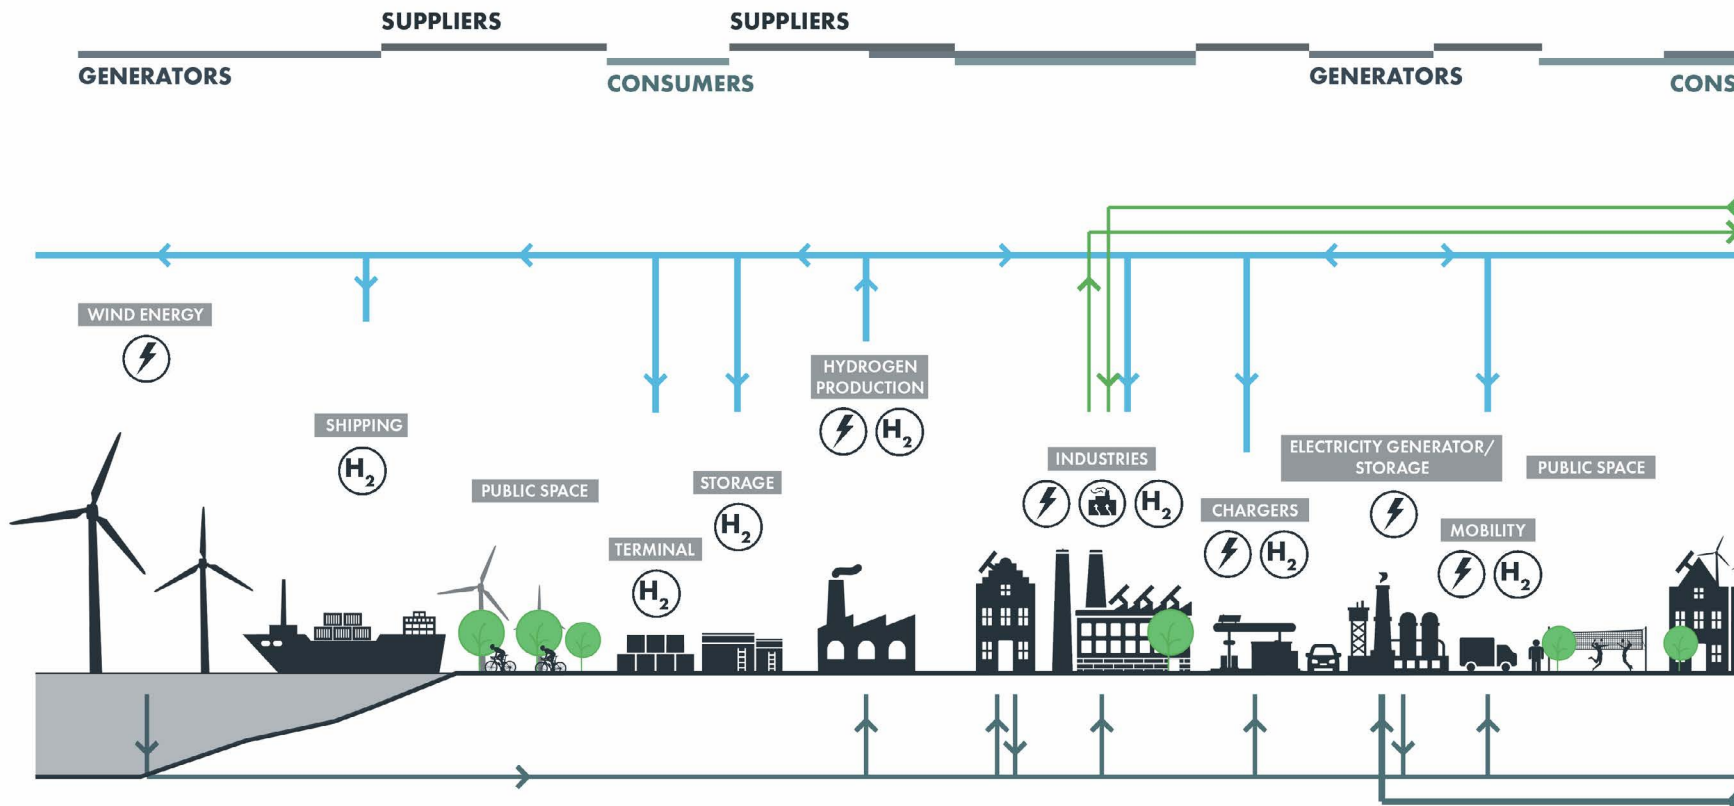 SUPPLIERS
SUPPLIERS
GENERATORS
CONSUMERS
GENERATORS
CONS
WIND ENERGY
SHIPPING
H2
PUBLIC SPACE
TERMINAL
H2
STORAGE
H2
HYDROGEN
PRODUCTION
H2
INDUSTRIES
H2
CHARGERS
H2
ELECTRICITY GENERATOR/
STORAGE
MOBILITY
H2
PUBLIC SPACE